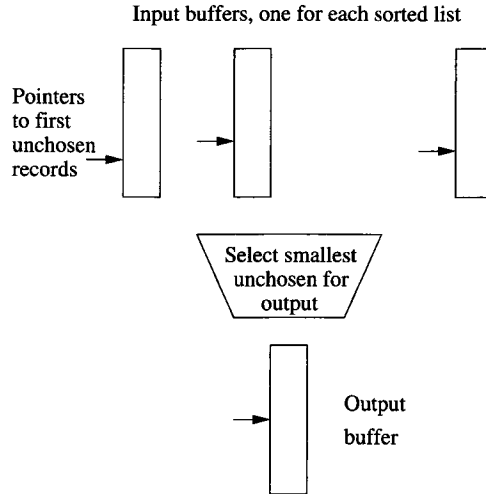 Input buffers, one for each sorted list
Pointers
to first
unchosen
records
Select smallest
unchosen for
output
Output
buffer